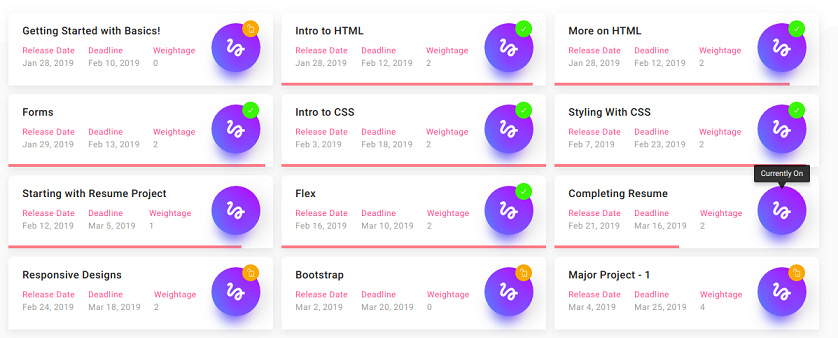 Getting Started with Basics!
Release Date Deadline Weightage
Jan 28, 2019 Feb 10, 2019 0
Intro to HTML
Release Date Deadline Weightage
Jan 28, 2019 Feb 12, 2019 2
More on HTML
Release Date Deadline Weightage
Jan 28, 2019 Feb 12, 2019 2
Forms
Release Date Deadline Weightage
Jan 29, 2019 Feb 13, 2019 2
Intro to CSS
Release Date Deadline Weightage
Feb 3, 2019 Feb 18, 2019 2
Styling With CSS
Release Date Deadline Weightage
Feb 7, 2019 Feb 23, 2019 2
Starting with Resume Project
Release Date Deadline Weightage
Feb 12, 2019 Mar 5, 2019 1
Flex
Release Date Deadline Weightage
Feb 16, 2019 Mar 10, 2019 2
Currently On
Completing Resume
Release Date Deadline Weightage
Feb 21, 2019 Mar 16, 2019 2
Responsive Designs
Release Date Deadline Weightage
Feb 24, 2019 Mar 18, 2019 2
Bootstrap
Release Date Deadline Weightage
Mar 2, 2019 Mar 20, 2019 0
Major Project - 1
Release Date Deadline Weightage
Mar 4, 2019 Mar 25, 2019 4